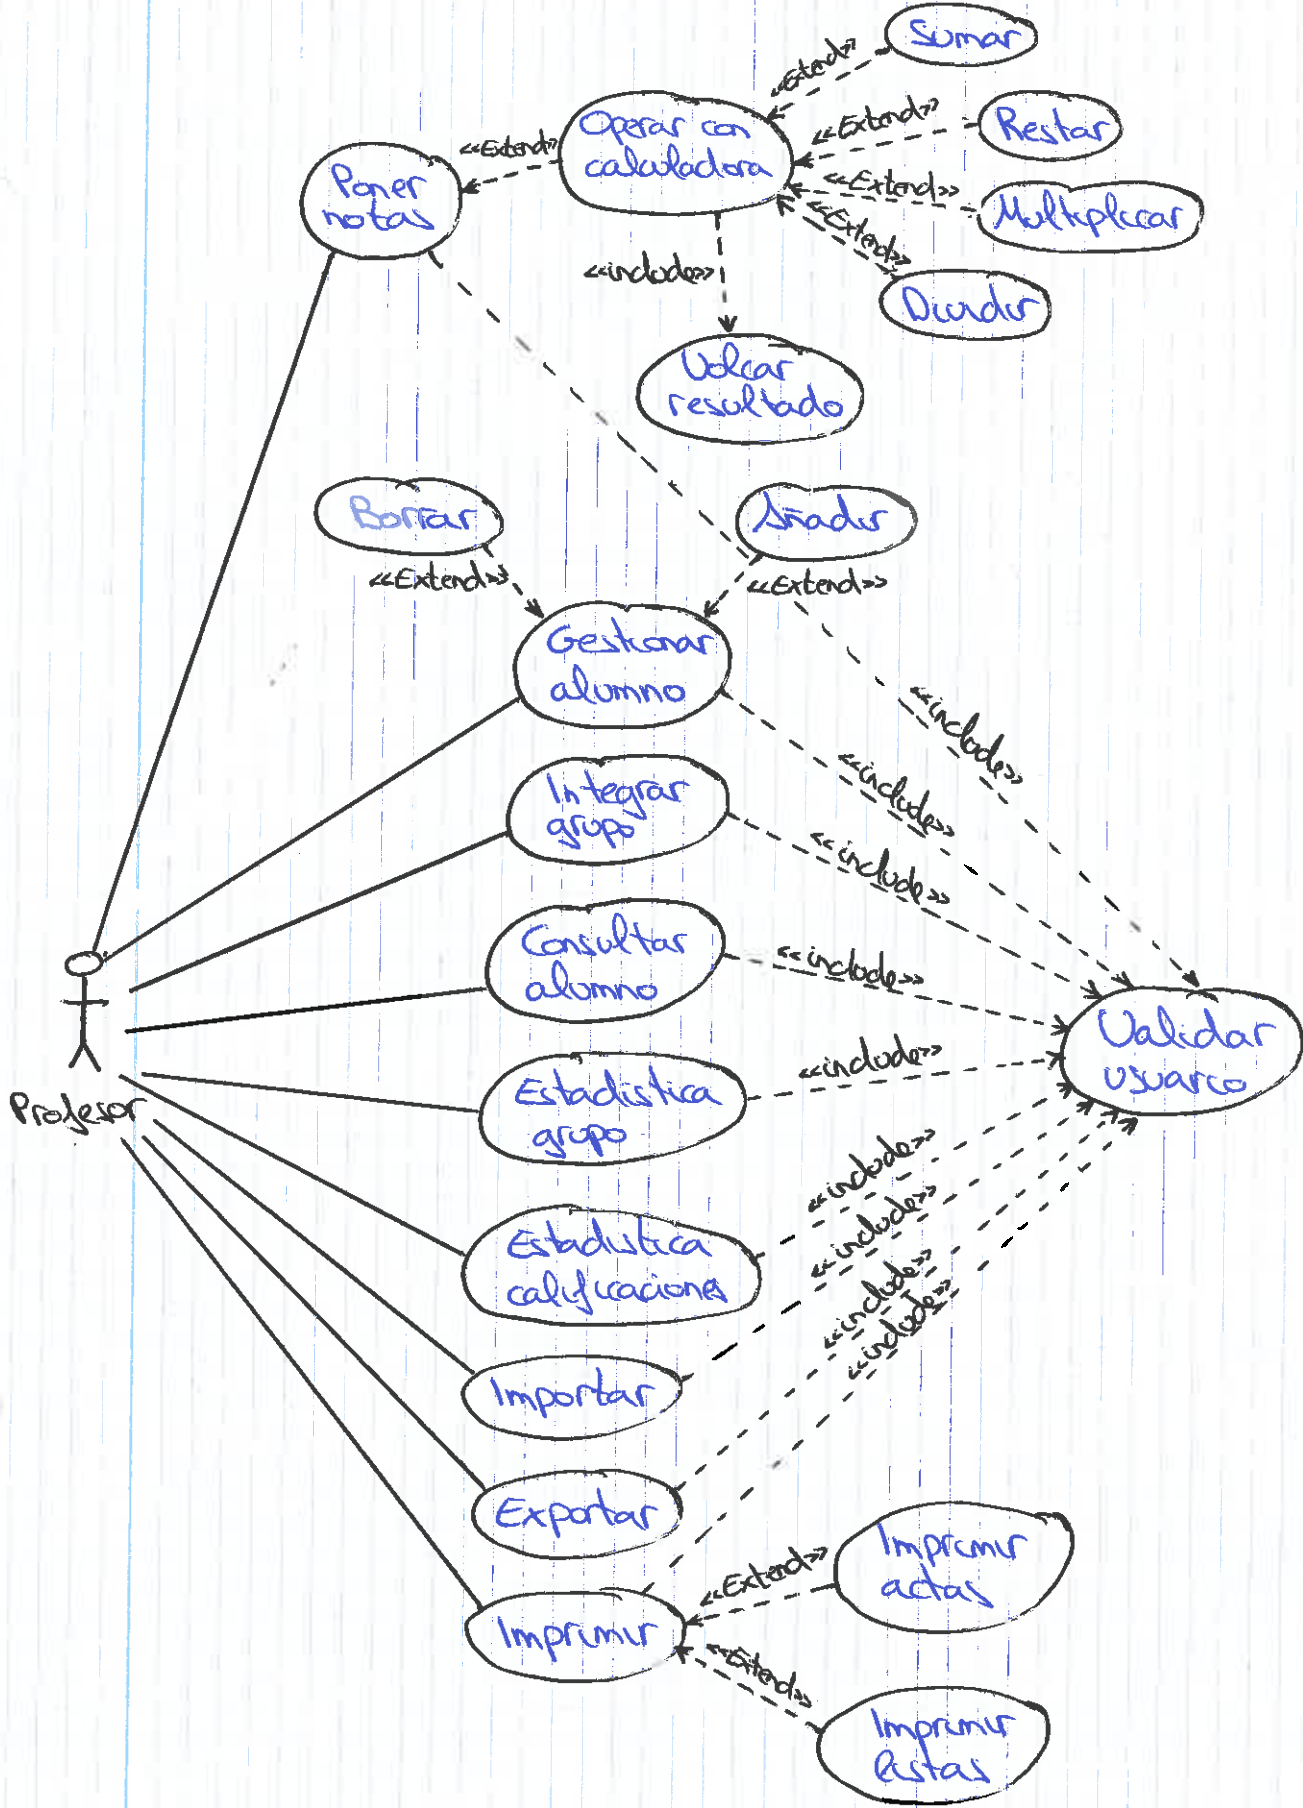 Sumar
«Extend»
Operar con
calculadora
«Extend»
Restar
«Extend»
Poner
notas
«Extend»
Multiplicar
«Extend»
Dividir
«include»
Volcar
resultado
Borrar
Añadir
«Extend»
«Extend»
Gestionar
alumno
«include»
«include»
Integrar
grupo
«include»
Consultar
alumno
«include»
Validar
usuario
Profesor
Estadistica
grupo
«include»
«include»
Estadistica
calificaciones
«include»
«include»
«include»
Importar
Exportar
Imprimir
actas
«Extend»
Imprimir
«Extend»
Imprimir
listas